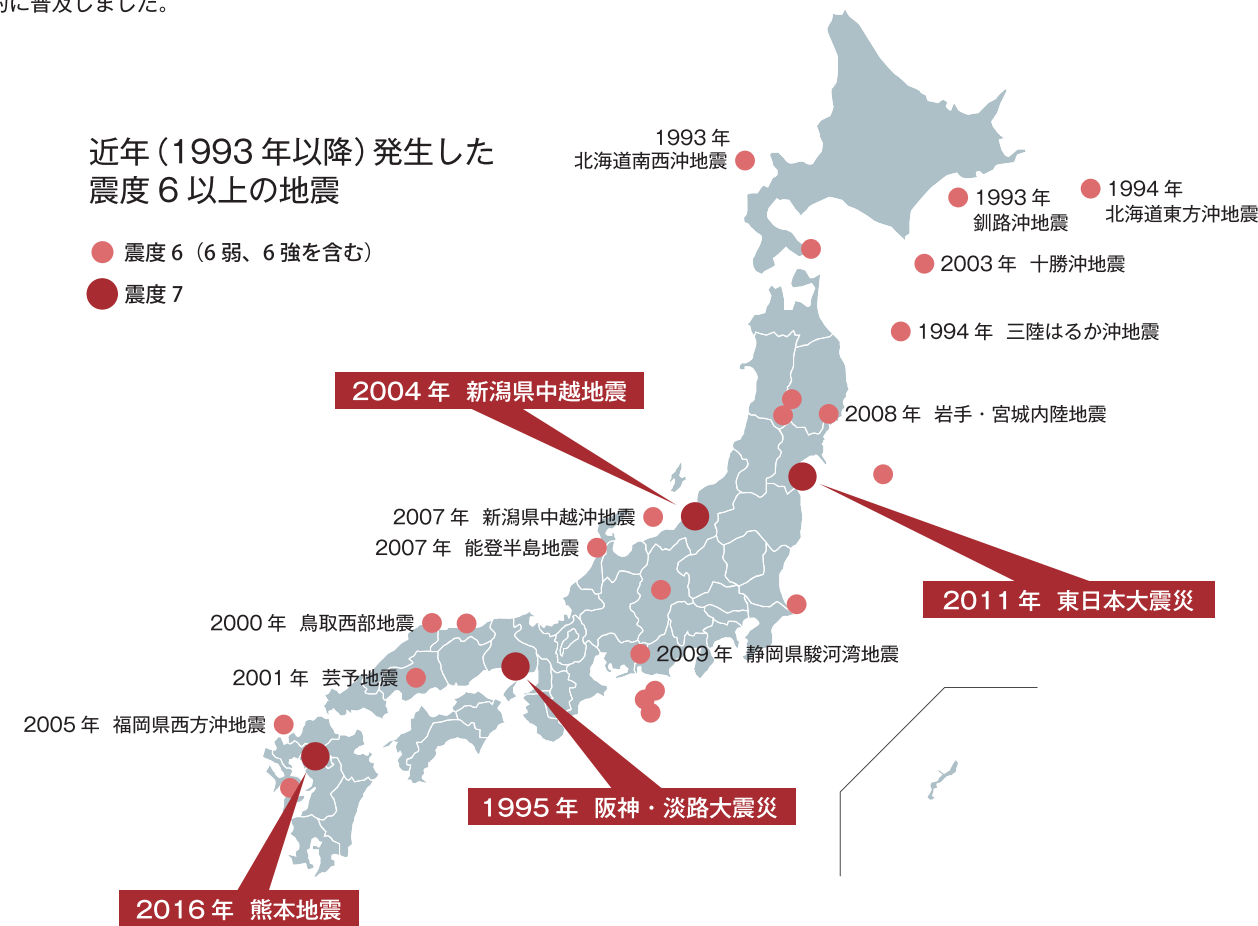 的に普及しました。
近年（1993 年以降）発生した
震度 6 以上の地震
震度 6（6 弱、6 強を含む）
震度 7
1993 年
北海道南西沖地震
1993 年
釧路沖地震
1994 年
北海道東方沖地震
2003 年 十勝沖地震
1994 年 三陸はるか沖地震
2004 年 新潟県中越地震
2008 年 岩手・宮城内陸地震
2007 年 新潟県中越沖地震
2007 年 能登半島地震
2011 年 東日本大震災
2000 年 鳥取西部地震
2009 年 静岡県駿河湾地震
2001 年 芸予地震
2005 年 福岡県西方沖地震
1995 年 阪神・淡路大震災
2016 年 熊本地震